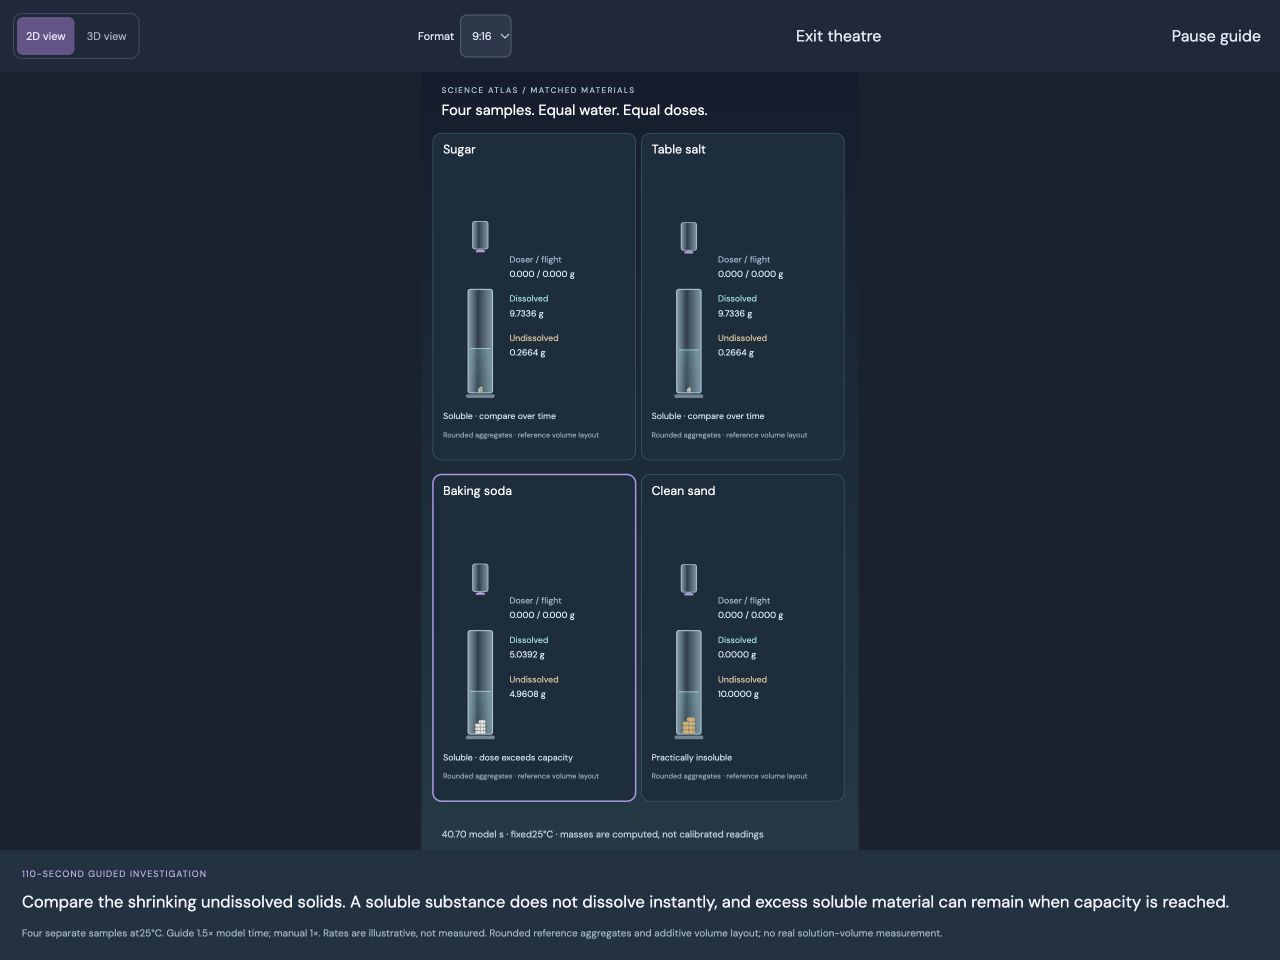 2D view
3D view
Format
9:16
Exit theatre
Pause guide
SCIENCE ATLAS / MATCHED MATERIALS
Four samples. Equal water. Equal doses.
Sugar
Doser / flight
0.000 / 0.000 g
Dissolved
9.7336 g
Undissolved
0.2664 g
Soluble · compare over time
Rounded aggregates · reference volume layout
Table salt
Doser / flight
0.000 / 0.000 g
Dissolved
9.7336 g
Undissolved
0.2664 g
Soluble · compare over time
Rounded aggregates · reference volume layout
Baking soda
Doser / flight
0.000 / 0.000 g
Dissolved
5.0392 g
Undissolved
4.9608 g
Soluble · dose exceeds capacity
Rounded aggregates · reference volume layout
Clean sand
Doser / flight
0.000 / 0.000 g
Dissolved
0.0000 g
Undissolved
10.0000 g
Practically insoluble
Rounded aggregates · reference volume layout
40.70 model s · fixed25°C · masses are computed, not calibrated readings
110-SECOND GUIDED INVESTIGATION
Compare the shrinking undissolved solids. A soluble substance does not dissolve instantly, and excess soluble material can remain when capacity is reached.
Four separate samples at25°C. Guide 1.5× model time; manual 1×. Rates are illustrative, not measured. Rounded reference aggregates and additive volume layout; no real solution-volume measurement.